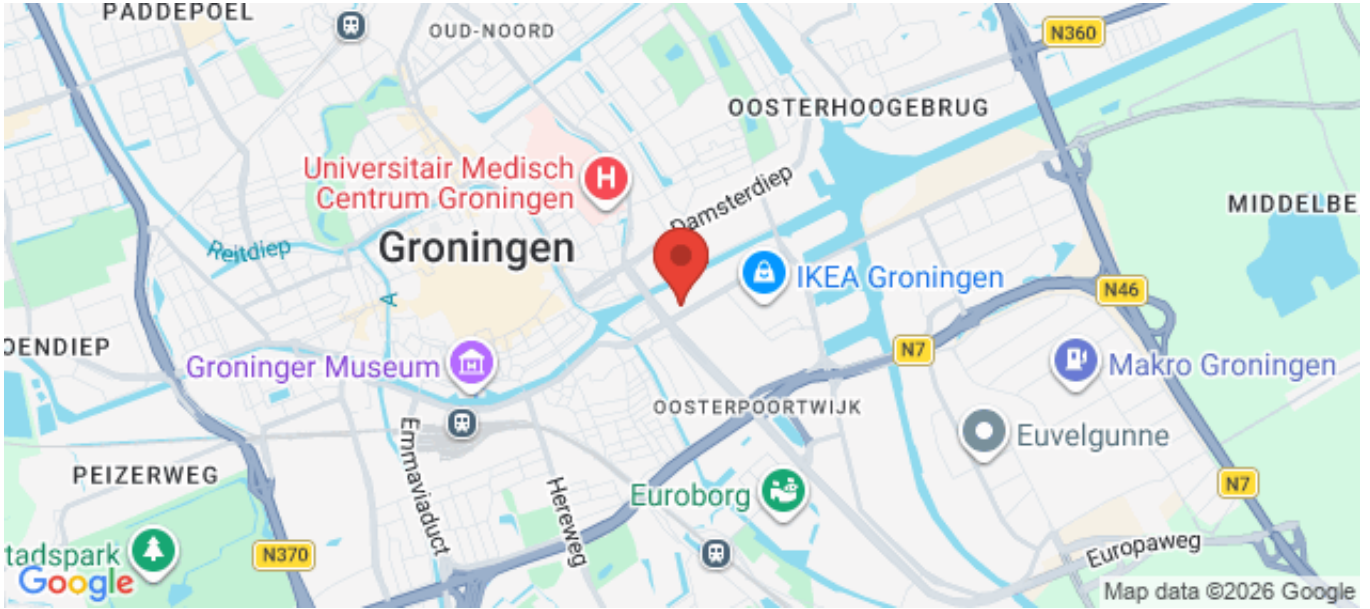 PADDEPOEL
OUD-NOORD
N360
OOSTERHOOGEBRUG
Universitair Medisch
Centrum Groningen
H
Damsterdiep
MIDDELBE
Reitdiep
Groningen
IKEA Groningen
N46
A
OENDIEP
Groninger Museum
N7
Makro Groningen
OOSTERPOORTWIJK
Emmaviaduct
Euvelgunne
PEIZERWEG
Hereweg
Euroborg
N7
tadspark
N370
Europaweg
Google
Map data ©2026 Google